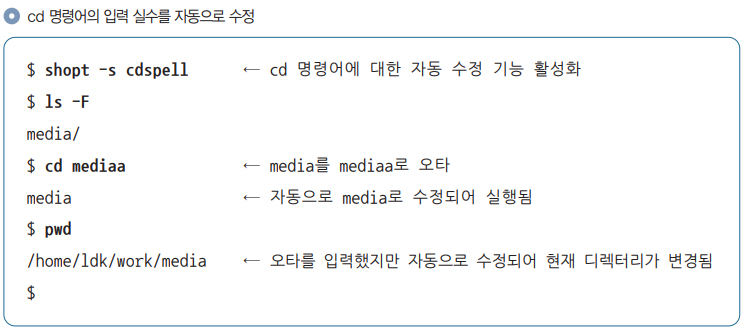 cd 명령어의 입력 실수를 자동으로 수정
$ shopt -s cdspell ← cd 명령어에 대한 자동 수정 기능 활성화
$ ls -F
media/
$ cd mediaa ← media를 mediaa로 오타
media ← 자동으로 media로 수정되어 실행됨
$ pwd
/home/ldk/work/media ← 오타를 입력했지만 자동으로 수정되어 현재 디렉터리가 변경됨
$